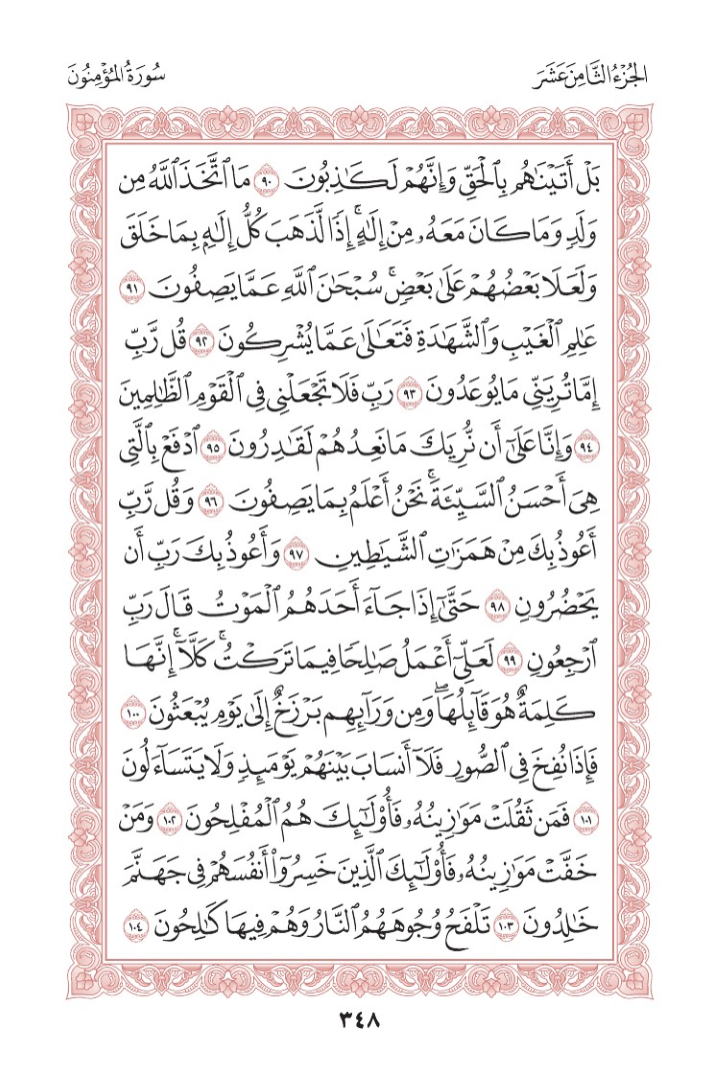 الجُزْءُ الثَّامِنَ عَشَرَ
سُورَةُ المُؤْمِنُونَ
بَلْ أَتَيْنَٰهُم بِٱلْحَقِّ وَإِنَّهُمْ لَكَٰذِبُونَ ٩٠ مَا ٱتَّخَذَ ٱللَّهُ مِن
وَلَدٍ وَمَا كَانَ مَعَهُۥ مِنْ إِلَٰهٍۚ إِذًا لَّذَهَبَ كُلُّ إِلَٰهِۭ بِمَا خَلَقَ
وَلَعَلَا بَعْضُهُمْ عَلَىٰ بَعْضٍۚ سُبْحَٰنَ ٱللَّهِ عَمَّا يَصِفُونَ ٩١
عَٰلِمِ ٱلْغَيْبِ وَٱلشَّهَٰدَةِ فَتَعَٰلَىٰ عَمَّا يُشْرِكُونَ ٩٢ قُل رَّبِّ
إِمَّا تُرِيَنِّي مَا يُوعَدُونَ ٩٣ رَبِّ فَلَا تَجْعَلْنِي فِي ٱلْقَوْمِ ٱلظَّٰلِمِينَ
٩٤ وَإِنَّا عَلَىٰٓ أَن نُّرِيَكَ مَا نَعِدُهُمْ لَقَٰدِرُونَ ٩٥ ٱدْفَعْ بِٱلَّتِي
هِيَ أَحْسَنُ ٱلسَّيِّئَةَۚ نَحْنُ أَعْلَمُ بِمَا يَصِفُونَ ٩٦ وَقُل رَّبِّ
أَعُوذُ بِكَ مِنْ هَمَزَٰتِ ٱلشَّيَٰطِينِ ٩٧ وَأَعُوذُ بِكَ رَبِّ أَن
يَحْضُرُونِ ٩٨ حَتَّىٰٓ إِذَا جَآءَ أَحَدَهُمُ ٱلْمَوْتُ قَالَ رَبِّ
ٱرْجِعُونِ ٩٩ لَعَلِّيٓ أَعْمَلُ صَٰلِحًا فِيمَا تَرَكْتُۚ كَلَّآۚ إِنَّهَا
كَلِمَةٌ هُوَ قَآئِلُهَاۖ وَمِن وَرَآئِهِم بَرْزَخٌ إِلَىٰ يَوْمِ يُبْعَثُونَ ١٠٠
فَإِذَا نُفِخَ فِي ٱلصُّورِ فَلَآ أَنسَابَ بَيْنَهُمْ يَوْمَئِذٍ وَلَا يَتَسَآءَلُونَ
١٠١ فَمَن ثَقُلَتْ مَوَٰزِينُهُۥ فَأُو۟لَٰٓئِكَ هُمُ ٱلْمُفْلِحُونَ ١٠٢ وَمَنْ
خَفَّتْ مَوَٰزِينُهُۥ فَأُو۟لَٰٓئِكَ ٱلَّذِينَ خَسِرُوٓا۟ أَنفُسَهُمْ فِي جَهَنَّمَ
خَٰلِدُونَ ١٠٣ تَلْفَحُ وُجُوهَهُمُ ٱلنَّارُ وَهُمْ فِيهَا كَٰلِحُونَ ١٠٤
٣٤٨